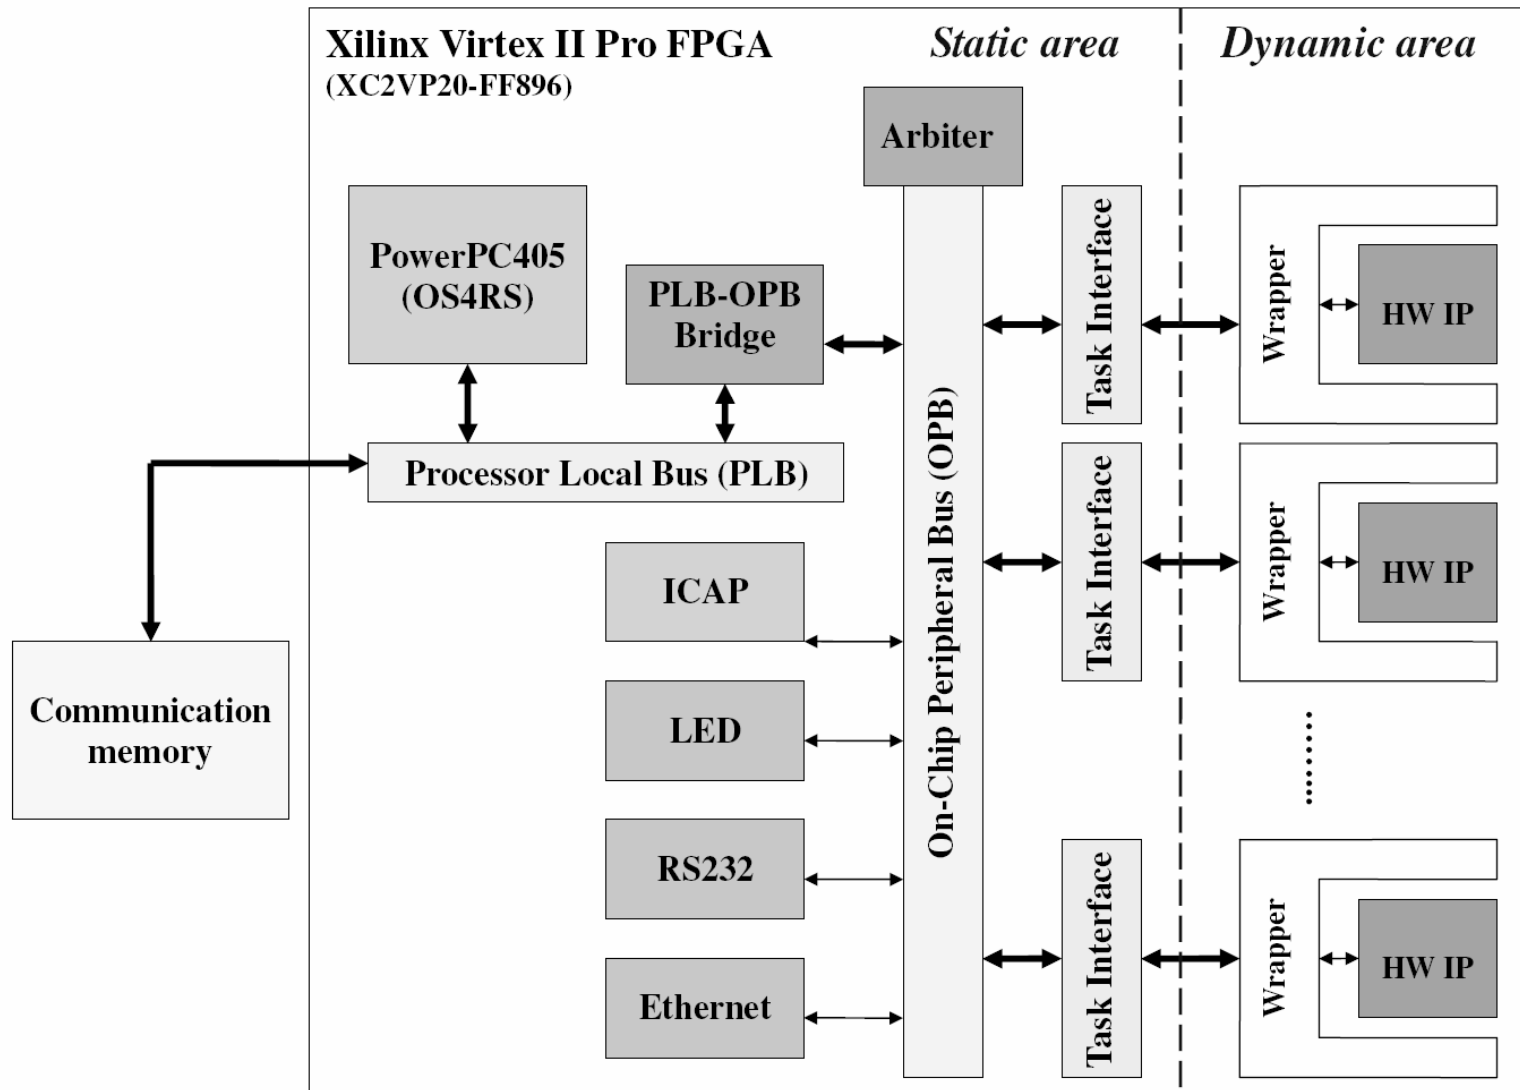 Xilinx Virtex II Pro FPGA
(XC2VP20-FF896)
Static area
Dynamic area
Arbiter
PowerPC405
(OS4RS)
PLB-OPB
Bridge
Processor Local Bus (PLB)
Communication
memory
ICAP
LED
RS232
Ethernet
On-Chip Peripheral Bus (OPB)
Task Interface
Wrapper
HW IP
Task Interface
Wrapper
HW IP
.........
Task Interface
Wrapper
HW IP